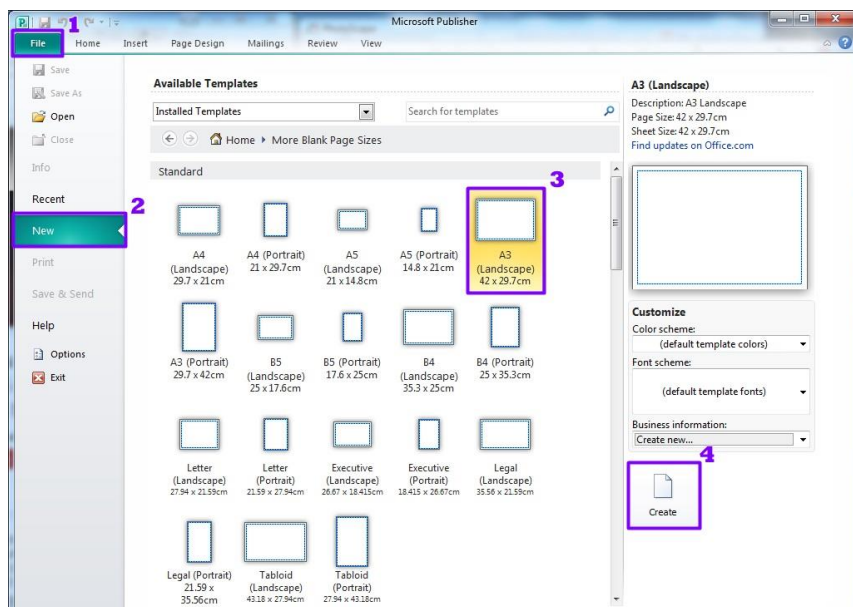 1
Microsoft Publisher
File Home Insert Page Design Mailings Review View
Save
Save As
Open
Close
Info
Recent
2
New
Print
Save & Send
Help
Options
Exit
Available Templates
Installed Templates
Search for templates
Home More Blank Page Sizes
Standard
3
A4
(Landscape)
29.7 x 21cm
A4 (Portrait)
21 x 29.7cm
A5
(Landscape)
21 x 14.8cm
A5 (Portrait)
14.8 x 21cm
A3
(Landscape)
42 x 29.7cm
A3 (Portrait)
29.7 x 42cm
B5
(Landscape)
25 x 17.6cm
B5 (Portrait)
17.6 x 25cm
B4
(Landscape)
35.3 x 25cm
B4 (Portrait)
25 x 35.3cm
Letter
(Landscape)
27.94 x 21.59cm
Letter
(Portrait)
21.59 x 27.94cm
Executive
(Landscape)
26.67 x 18.415cm
Executive
(Portrait)
18.415 x 26.67cm
Legal
(Landscape)
35.56 x 21.59cm
Legal (Portrait)
21.59 x
35.56cm
Tabloid
(Landscape)
43.18 x 27.94cm
Tabloid
(Portrait)
27.94 x 43.18cm
A3 (Landscape)
Description: A3 Landscape
Page Size: 42 x 29.7cm
Sheet Size: 42 x 29.7cm
Find updates on Office.com
Customize
Color scheme:
(default template colors)
Font scheme:
(default template fonts)
Business information:
Create new...
4
Create